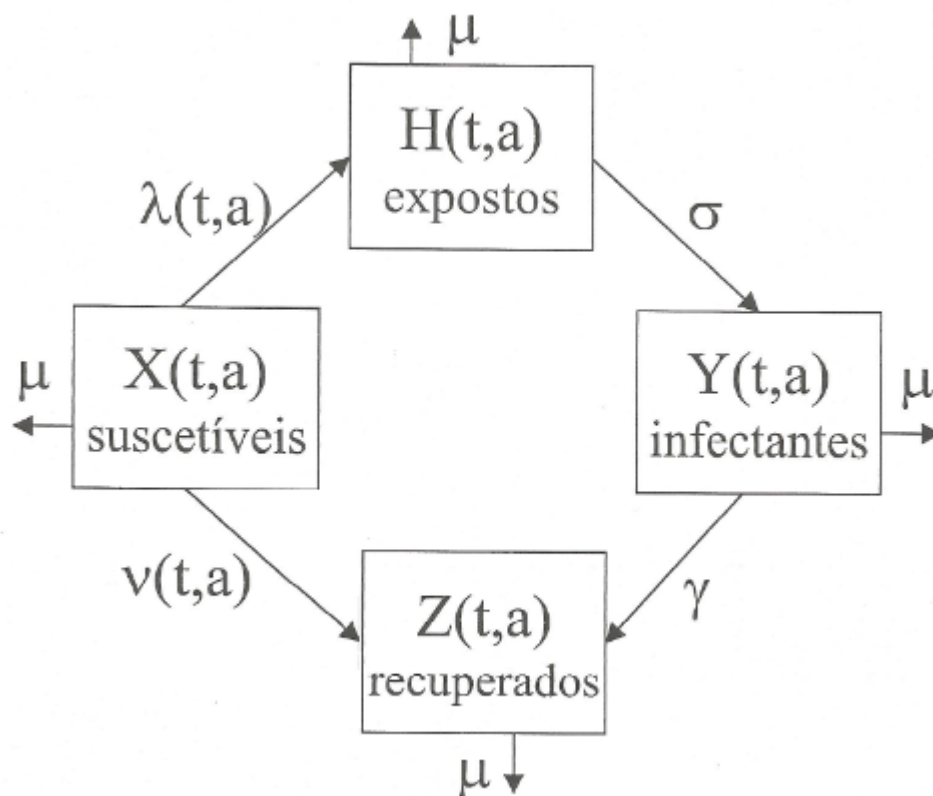 μ
H(t,a)
expostos
λ(t,a)
σ
X(t,a)
suscetíveis
μ
Y(t,a)
infectantes
μ
ν(t,a)
γ
Z(t,a)
recuperados
μ